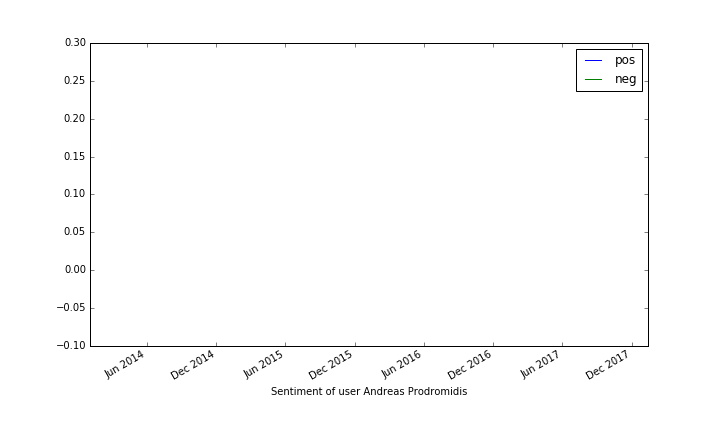 0.30
0.25
0.20
0.15
0.10
0.05
0.00
−0.05
−0.10
pos
neg
Jun 2014
Dec 2014
Jun 2015
Dec 2015
Jun 2016
Dec 2016
Jun 2017
Dec 2017
Sentiment of user Andreas Prodromidis